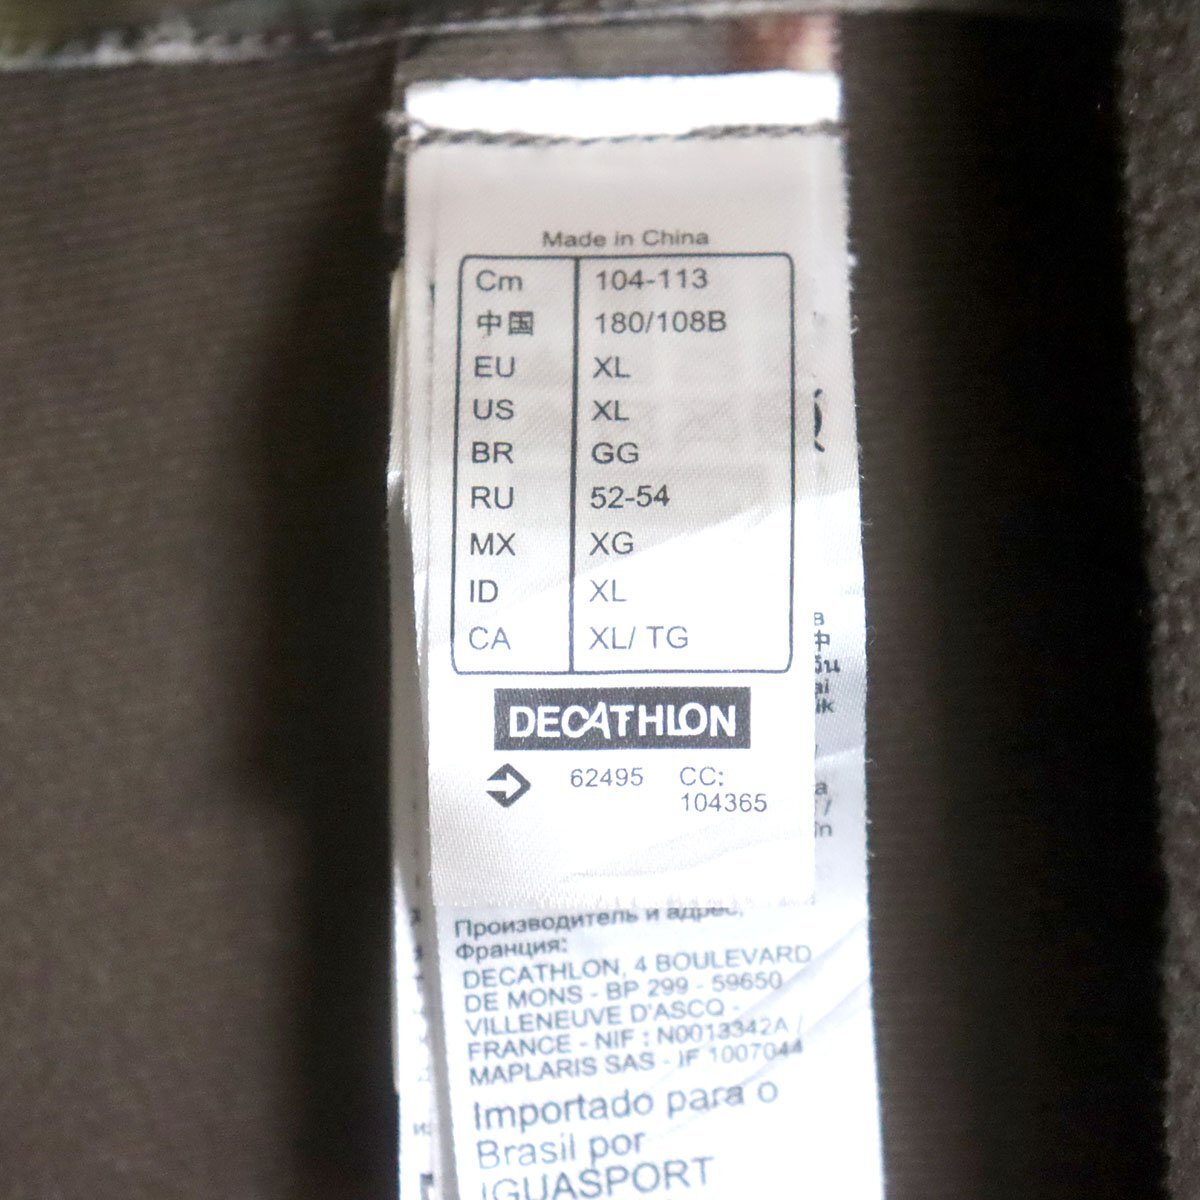 Made in China
Cm 104-113
中国 180/108B
EU XL
US XL
BR GG
RU 52-54
MX XG
ID XL
CA XL/ TG
DECATHLON
62495 CC:
104365
Производитель и адрес,
Франция:
DECATHLON, 4 BOULEVARD
DE MONS - BP 299 - 59650
VILLENEUVE D'ASCQ -
FRANCE - NIF : N0013342A /
MAPLARIS SAS - IF 1007044
Importado para o
Brasil por
IGUASPORT